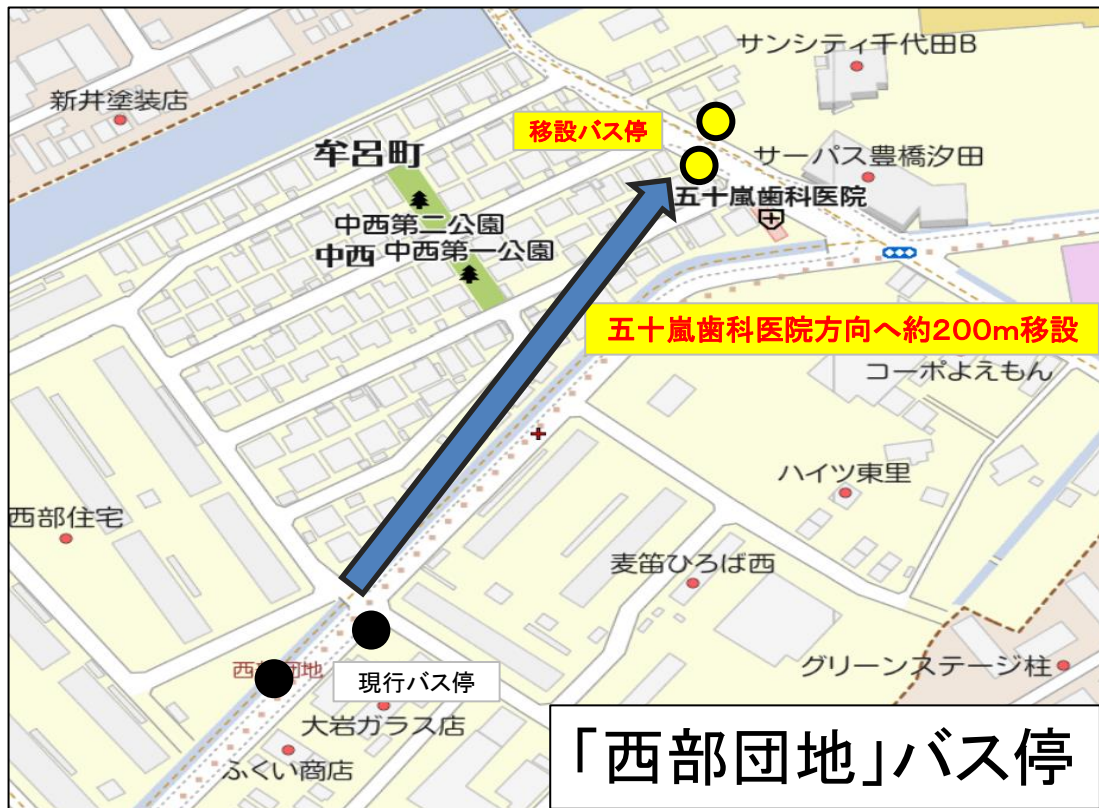 サンシティ千代田B
新井塗装店
移設バス停
牟呂町
サーパス豊橋汐田
五十嵐歯科医院
中西第二公園
中西
中西第一公園
五十嵐歯科医院方向へ約200m移設
コーポよえもん
ハイツ東里
西部住宅
麦笛ひろば西
西部団地
現行バス停
グリーンステージ柱
大岩ガラス店
ふくい商店
「西部団地」バス停